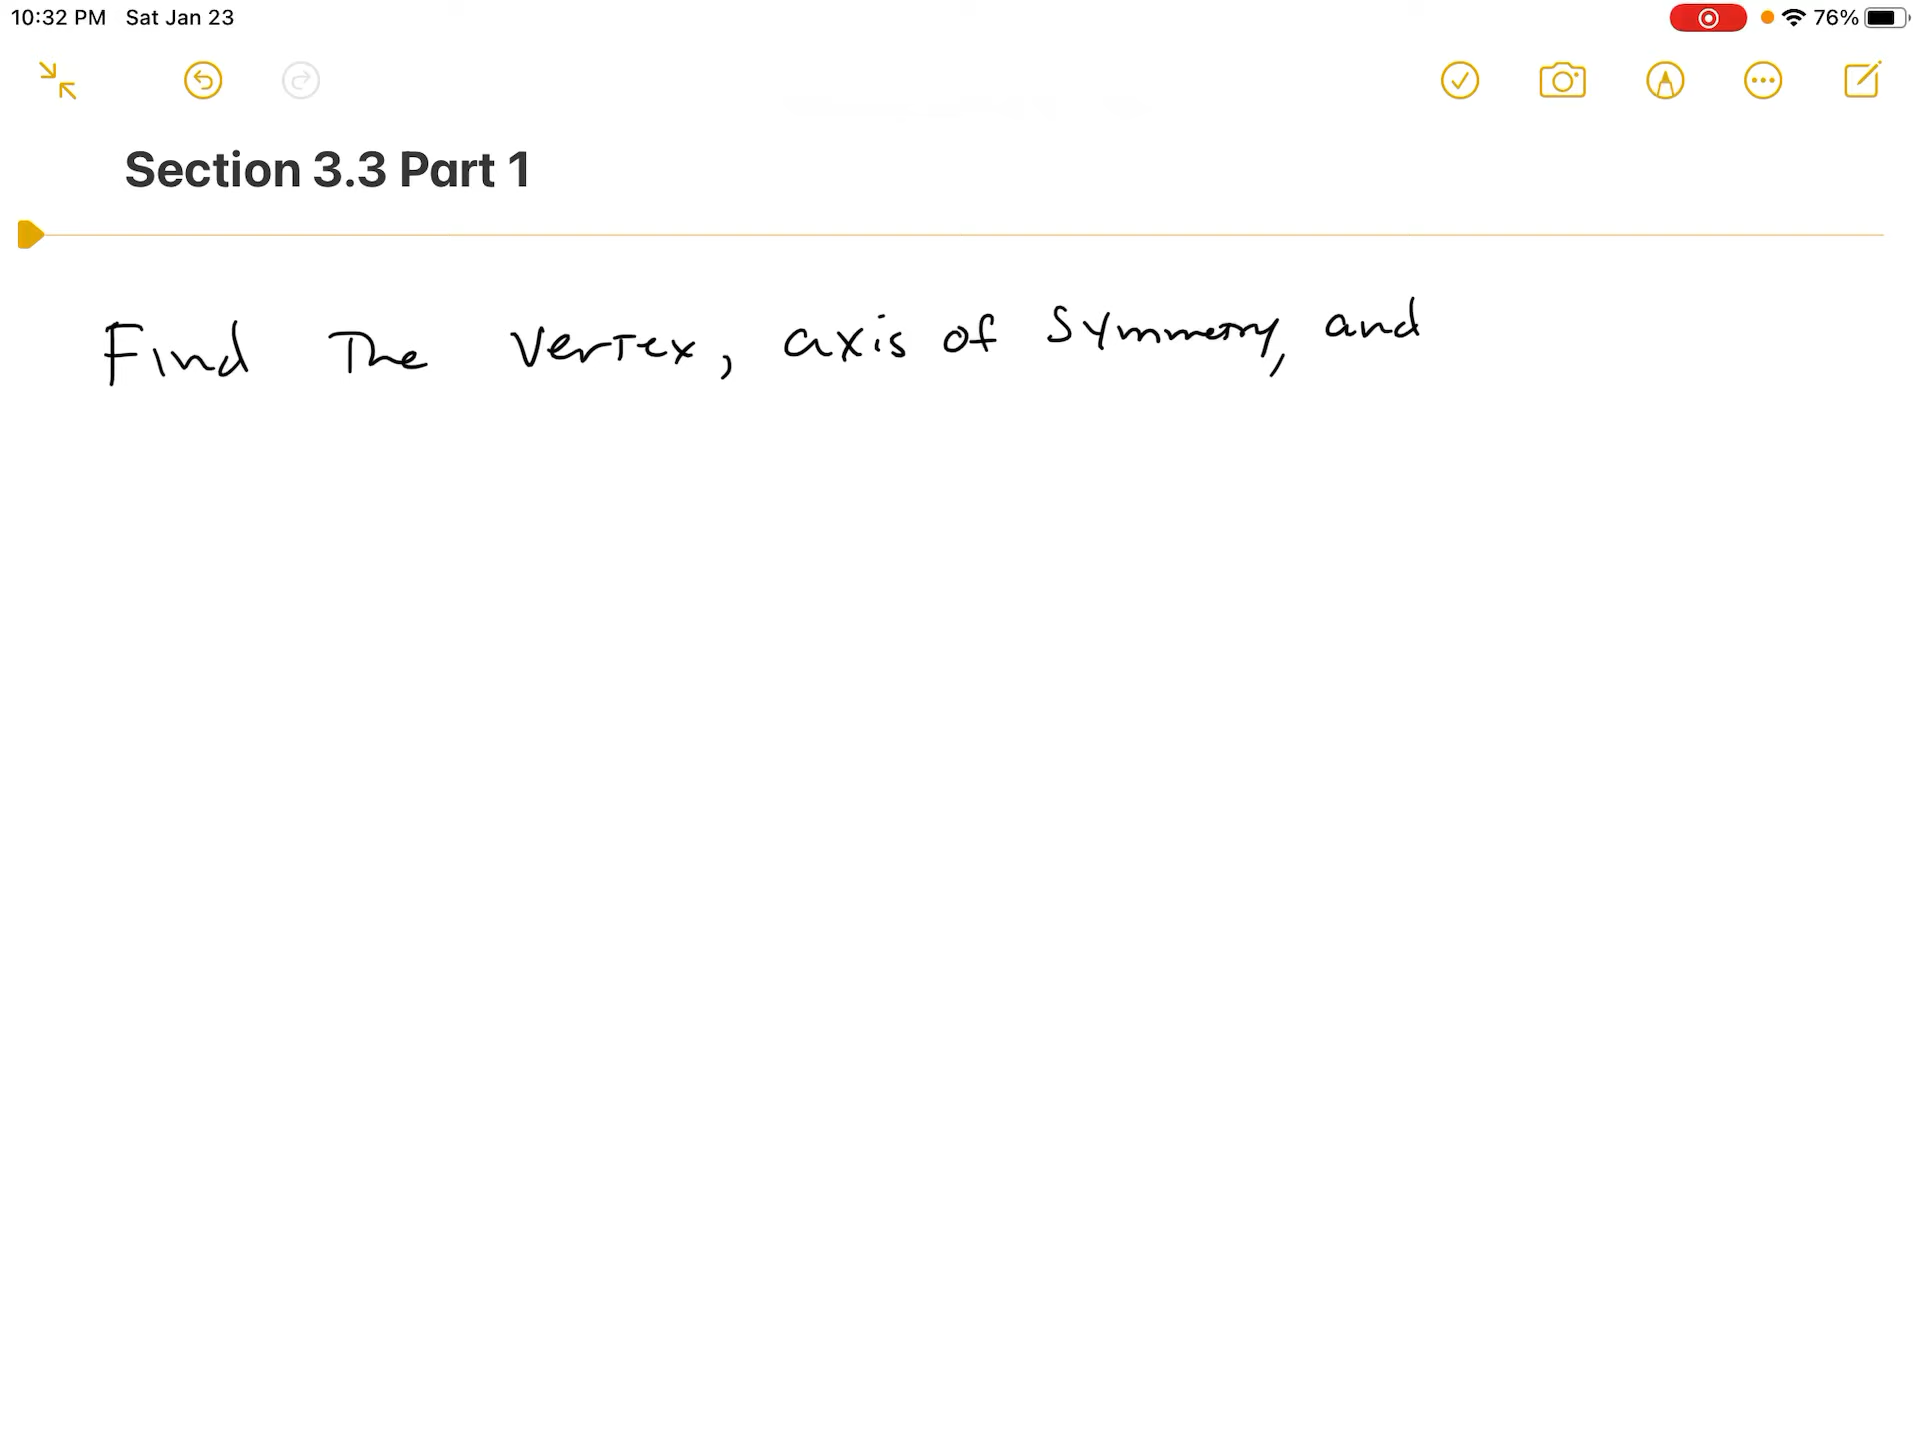 10:32 PM Sat Jan 23 76%
Section 3.3 Part 1
Find The Vertex, axis of Symmetry, and